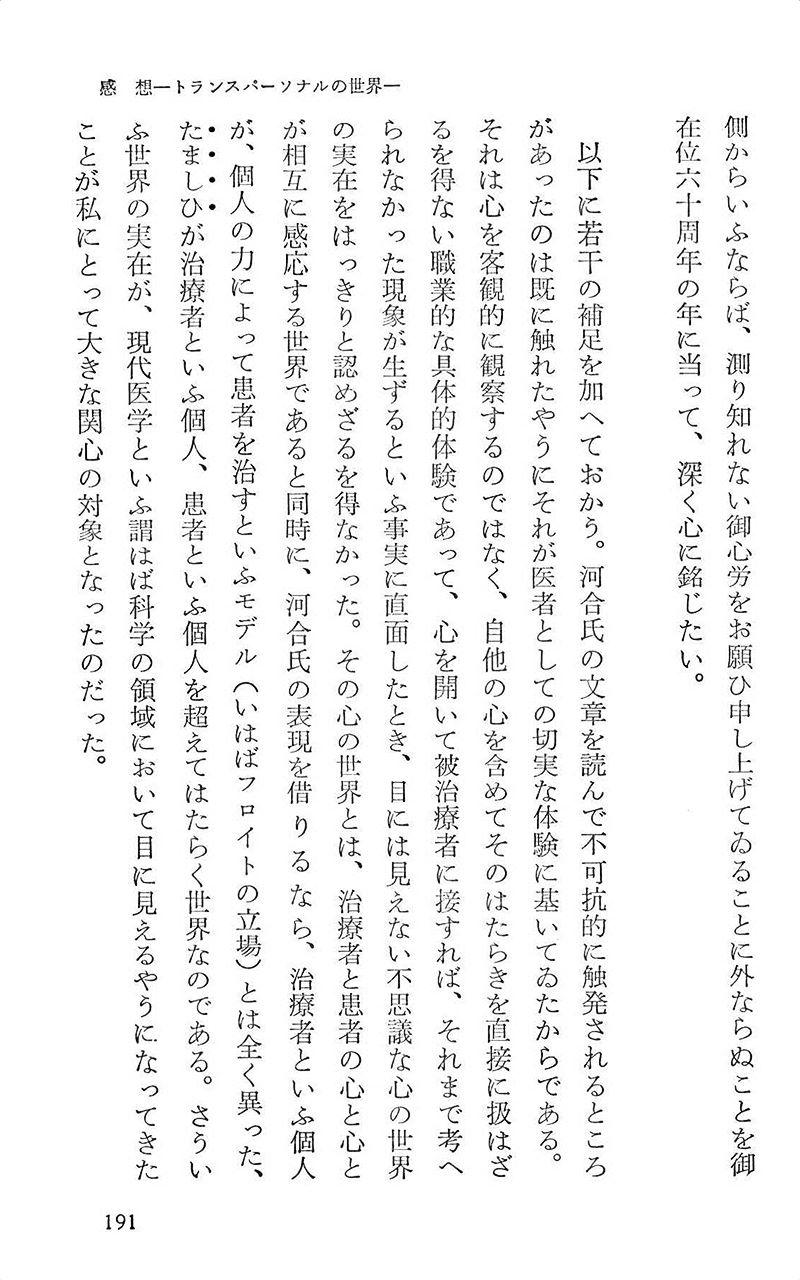 感　想―トランスパーソナルの世界―
側からいふならば、測り知れない御心労をお願ひ申し上げてゐることに外ならぬことを御
在位六十周年の年に当って、深く心に銘じたい。
以下に若干の補足を加へておかう。河合氏の文章を読んで不可抗的に触発されるところ
があったのは既に触れたやうにそれが医者としての切実な体験に基いてゐたからである。
それは心を客観的に観察するのではなく、自他の心を含めてそのはたらきを直接に扱はざ
るを得ない職業的な具体的体験であって、心を開いて被治療者に接すれば、それまで考へ
られなかった現象が生ずるといふ事実に直面したとき、目には見えない不思議な心の世界
の実在をはっきりと認めざるを得なかった。その心の世界とは、治療者と患者の心と心と
が相互に感応する世界であると同時に、河合氏の表現を借りるなら、治療者といふ個人
が、個人の力によって患者を治すといふモデル（いはばフロイトの立場）とは全く異った、
たましひが治療者といふ個人、患者といふ個人を超えてはたらく世界なのである。さうい
ふ世界の実在が、現代医学といふ謂はば科学の領域において目に見えるやうになってきた
ことが私にとって大きな関心の対象となったのだった。
191